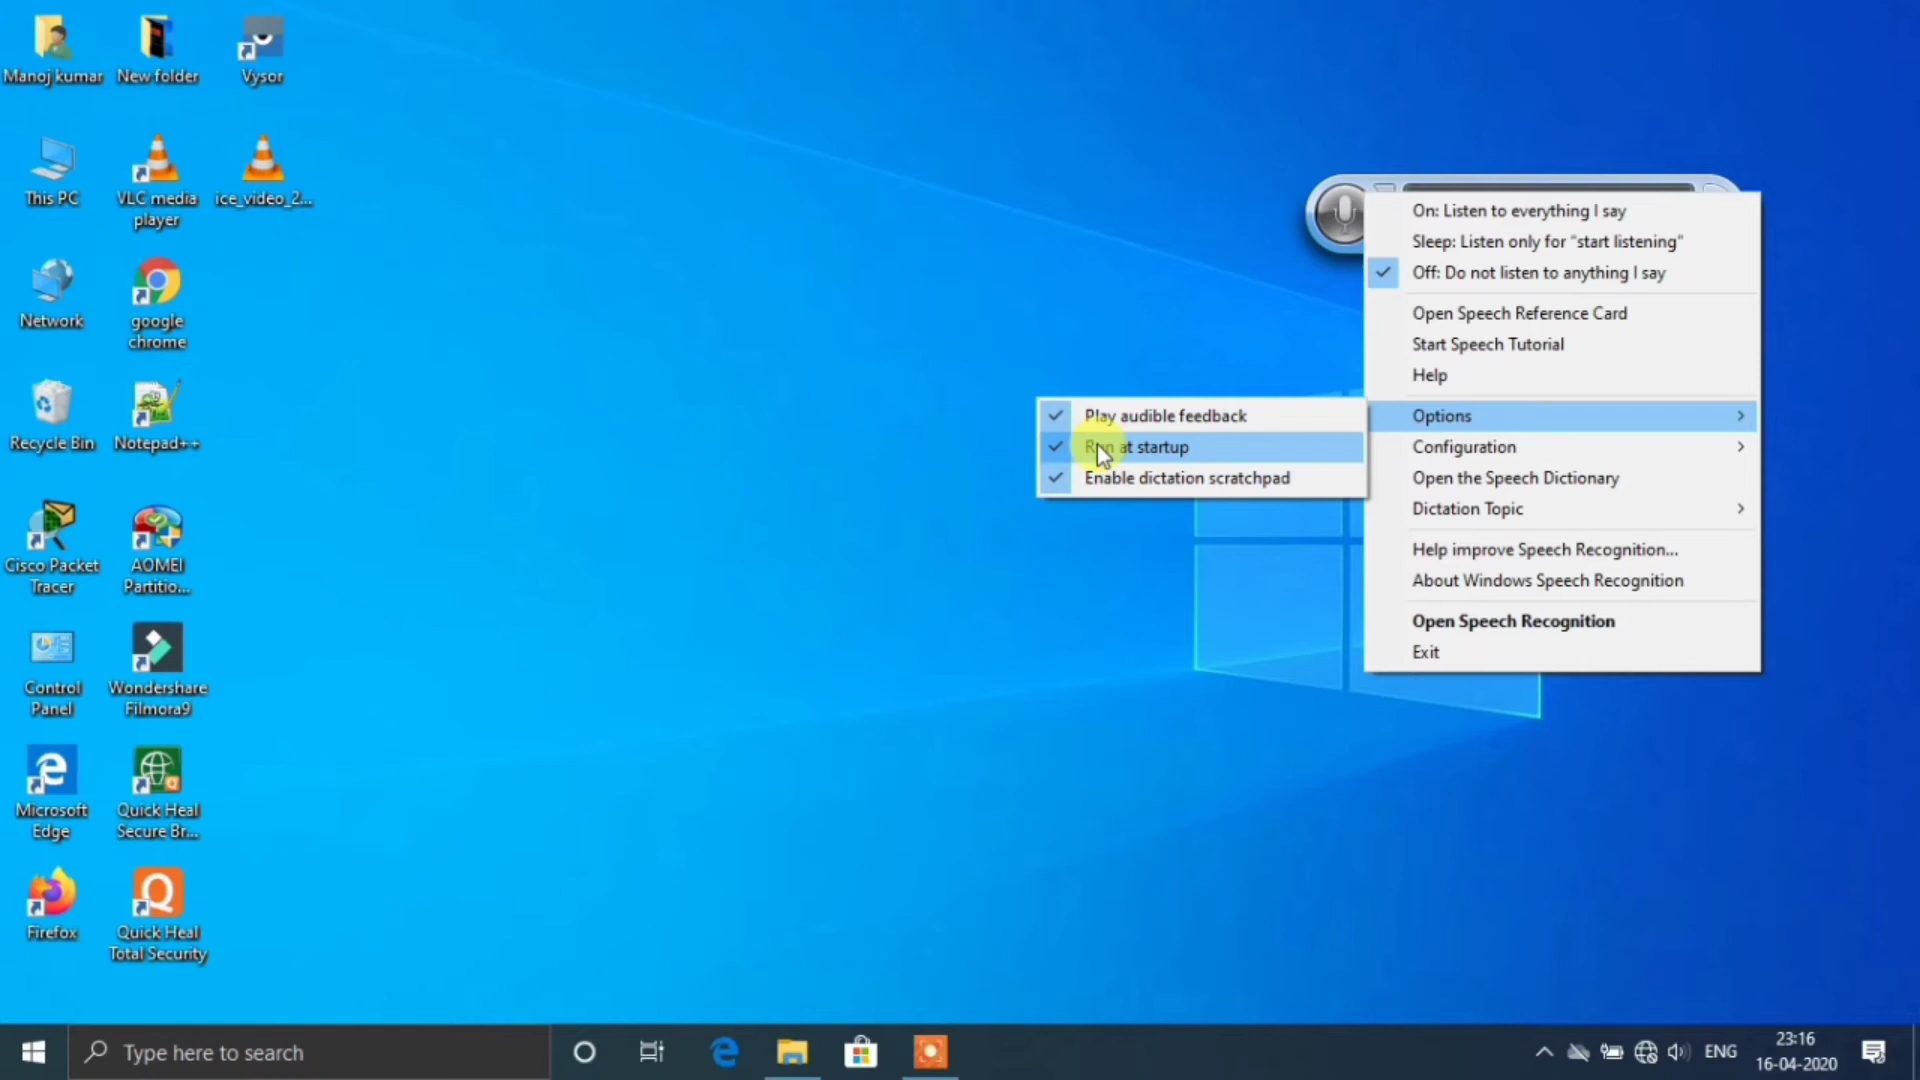 Manoj kumar
New folder
Vysor
This PC
VLC media
player
ice_video_2...
Network
google
chrome
Recycle Bin
Notepad++
Cisco Packet
Tracer
AOMEI
Partitio...
Control
Panel
Wondershare
Filmora9
Microsoft
Edge
Quick Heal
Secure Br...
Firefox
Quick Heal
Total Security
On: Listen to everything I say
Sleep: Listen only for "start listening"
Off: Do not listen to anything I say
Open Speech Reference Card
Start Speech Tutorial
Help
Options
Configuration
Open the Speech Dictionary
Dictation Topic
Help improve Speech Recognition...
About Windows Speech Recognition
Open Speech Recognition
Exit
Play audible feedback
Run at startup
Enable dictation scratchpad
Type here to search
ENG
23:16
16-04-2020